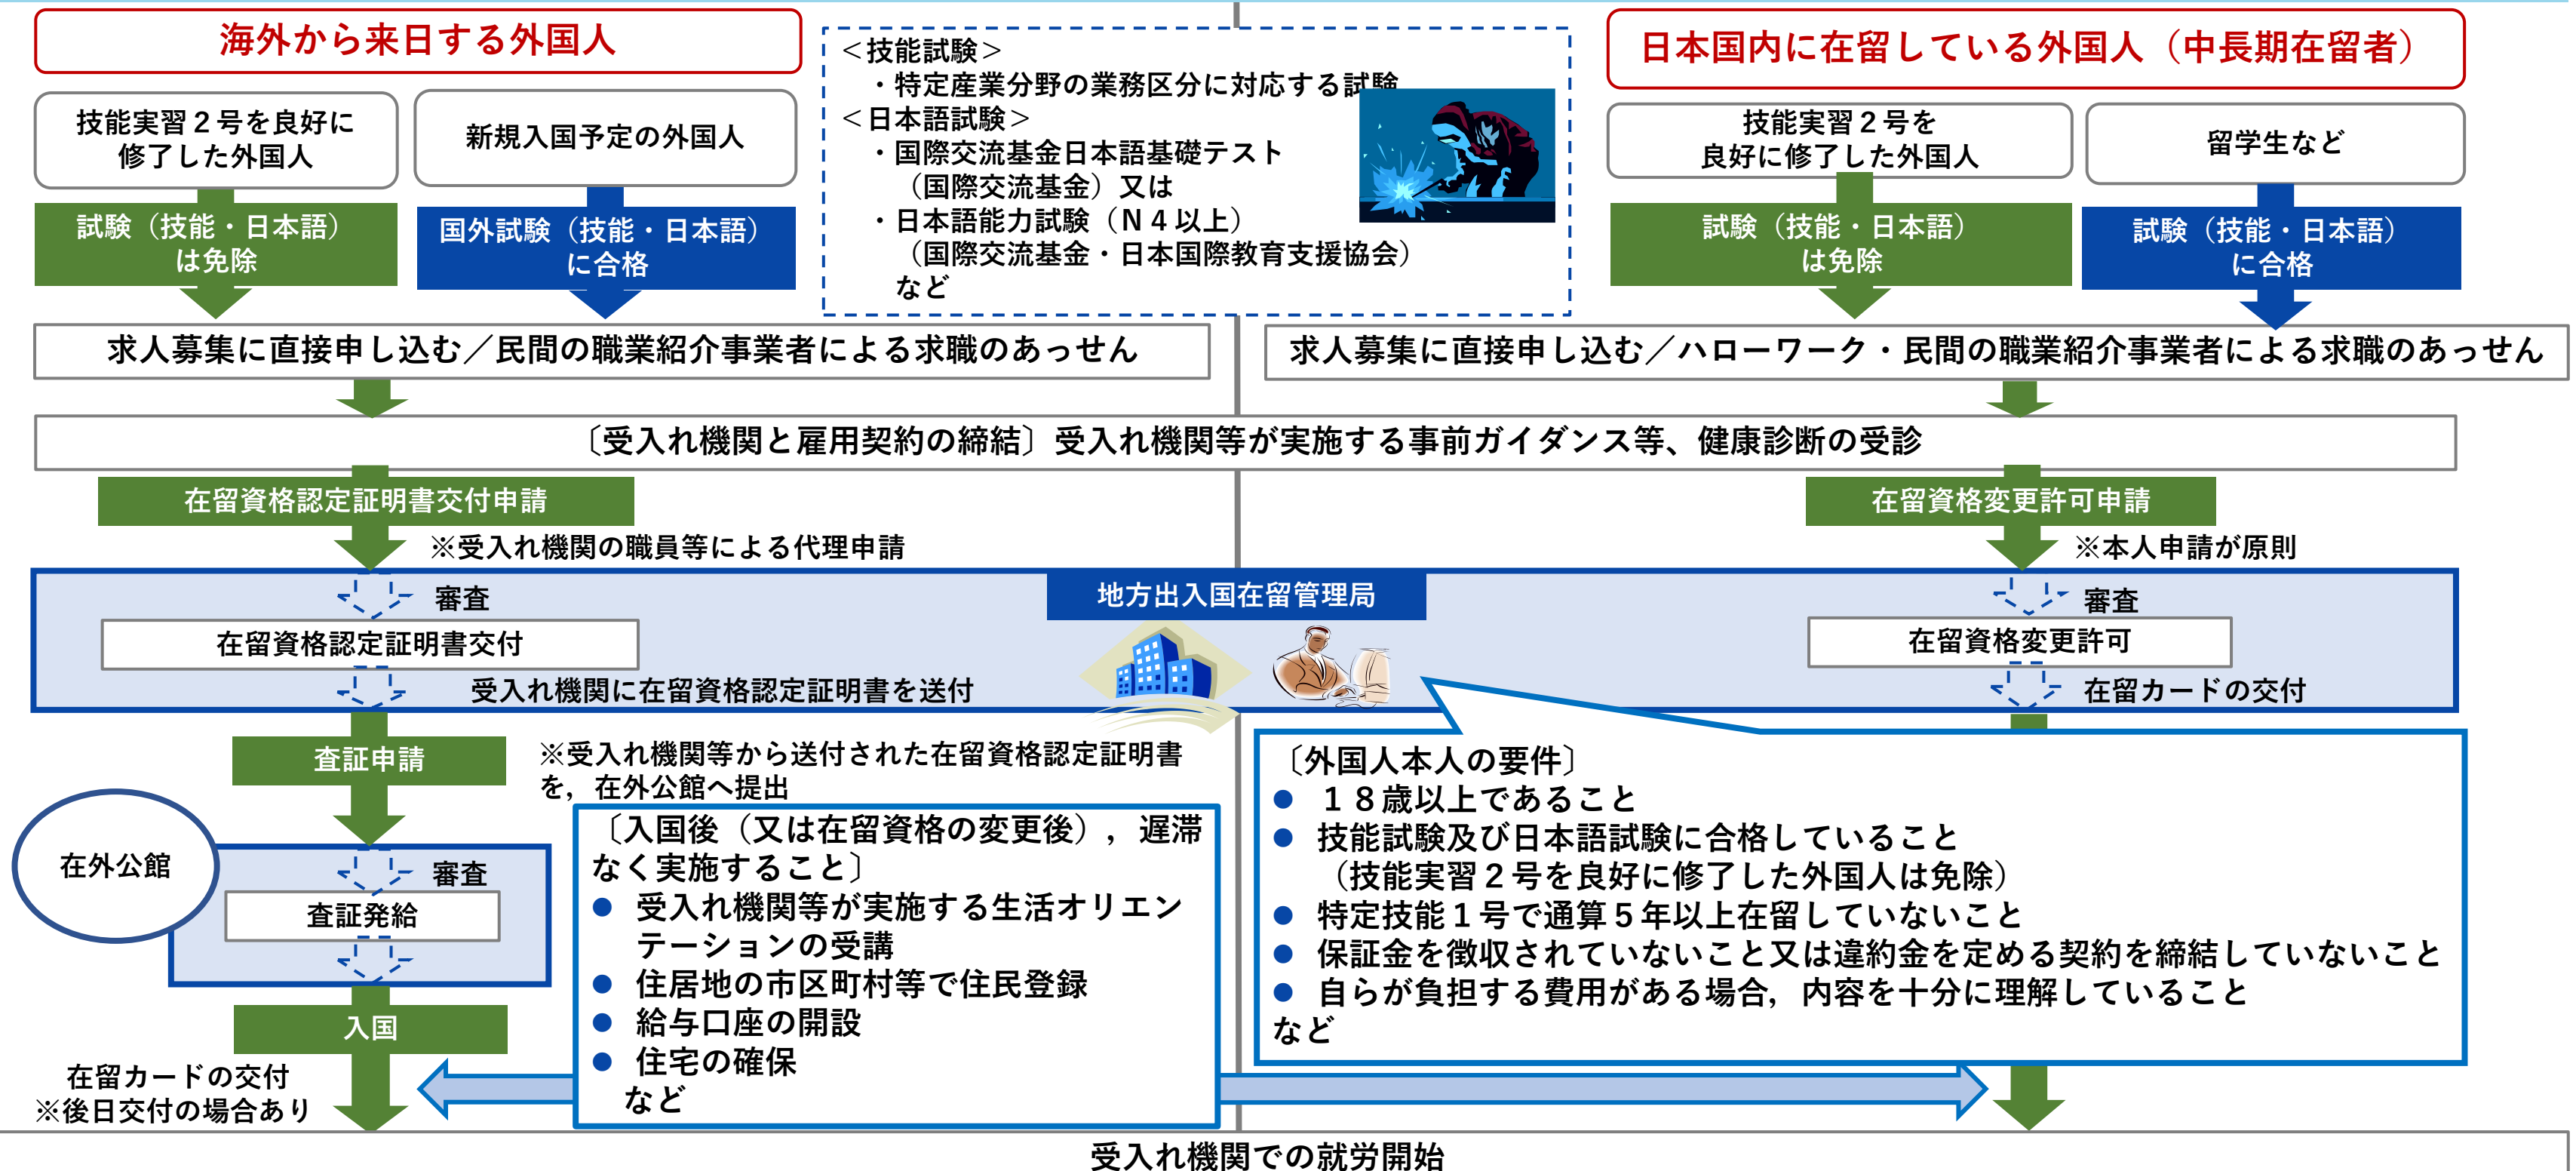 海外から来日する外国人
技能実習２号を良好に
修了した外国人
新規入国予定の外国人
試験（技能・日本語）
は免除
国外試験（技能・日本語）
に合格
＜技能試験＞
・特定産業分野の業務区分に対応する試験
＜日本語試験＞
・国際交流基金日本語基礎テスト
（国際交流基金）又は
・日本語能力試験（Ｎ４以上）
（国際交流基金・日本国際教育支援協会）
など
日本国内に在留している外国人（中長期在留者）
技能実習２号を
良好に修了した外国人
留学生など
試験（技能・日本語）
は免除
試験（技能・日本語）
に合格
求人募集に直接申し込む／民間の職業紹介事業者による求職のあっせん
求人募集に直接申し込む／ハローワーク・民間の職業紹介事業者による求職のあっせん
〔受入れ機関と雇用契約の締結〕受入れ機関等が実施する事前ガイダンス等、健康診断の受診
在留資格認定証明書交付申請
※受入れ機関の職員等による代理申請
在留資格変更許可申請
※本人申請が原則
地方出入国在留管理局
審査
在留資格認定証明書交付
受入れ機関に在留資格認定証明書を送付
審査
在留資格変更許可
在留カードの交付
査証申請
※受入れ機関等から送付された在留資格認定証明書
を，在外公館へ提出
在外公館
審査
査証発給
入国
在留カードの交付
※後日交付の場合あり
〔入国後（又は在留資格の変更後），遅滞
なく実施すること〕
● 受入れ機関等が実施する生活オリエン
テーションの受講
● 住居地の市区町村等で住民登録
● 給与口座の開設
● 住宅の確保
など
〔外国人本人の要件〕
● １８歳以上であること
● 技能試験及び日本語試験に合格していること
（技能実習２号を良好に修了した外国人は免除）
● 特定技能１号で通算５年以上在留していないこと
● 保証金を徴収されていないこと又は違約金を定める契約を締結していないこと
● 自らが負担する費用がある場合，内容を十分に理解していること
など
受入れ機関での就労開始